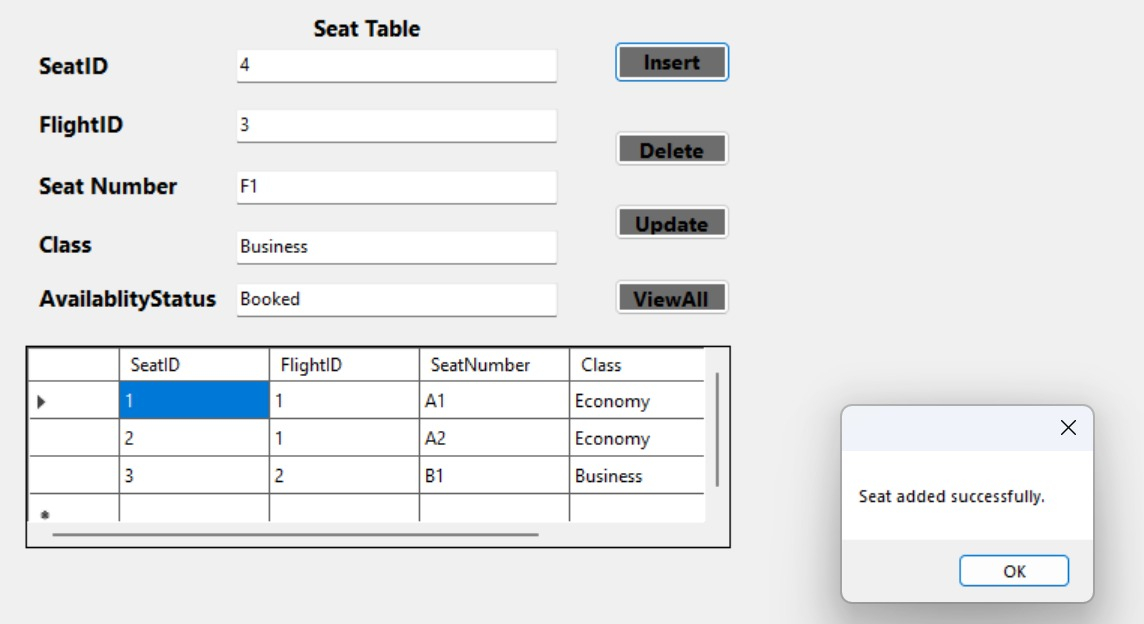 Seat Table
SeatID 4 Insert
FlightID 3 Delete
Seat Number F1
Update
Class Business
AvailablityStatus Booked ViewAll
SeatID FlightID SeatNumber Class
1 1 A1 Economy
2 1 A2 Economy
3 2 B1 Business
Seat added successfully.
OK